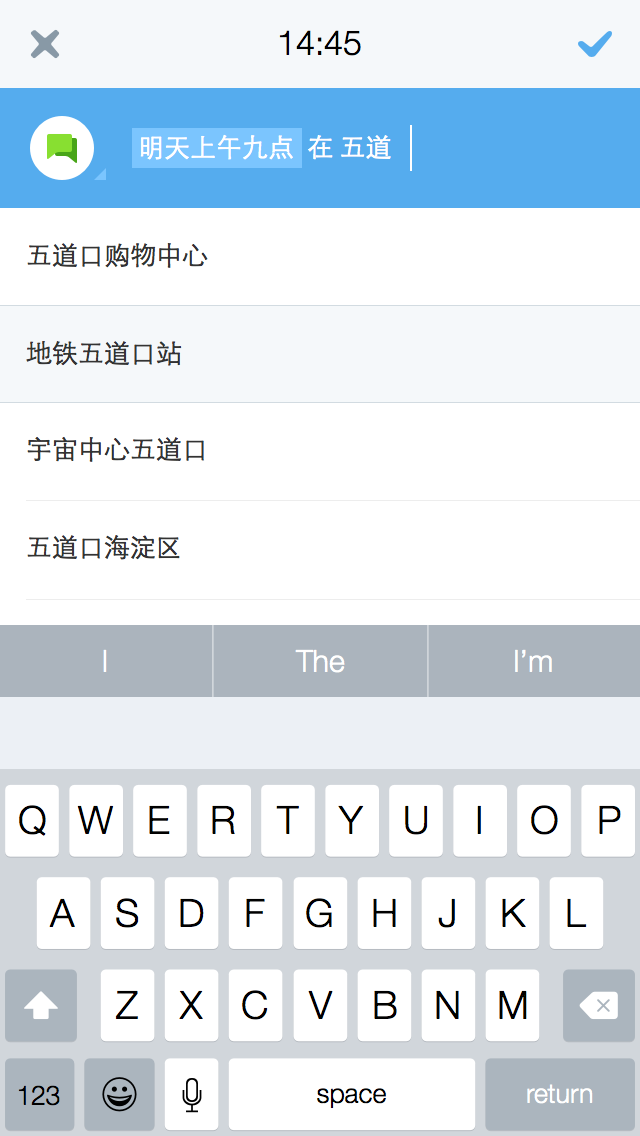 14:45
明天上午九点 在 五道
五道口购物中心
地铁五道口站
宇宙中心五道口
五道口海淀区
I The I’m
Q W E R T Y U I O P
A S D F G H J K L
Z X C V B N M
123 space return